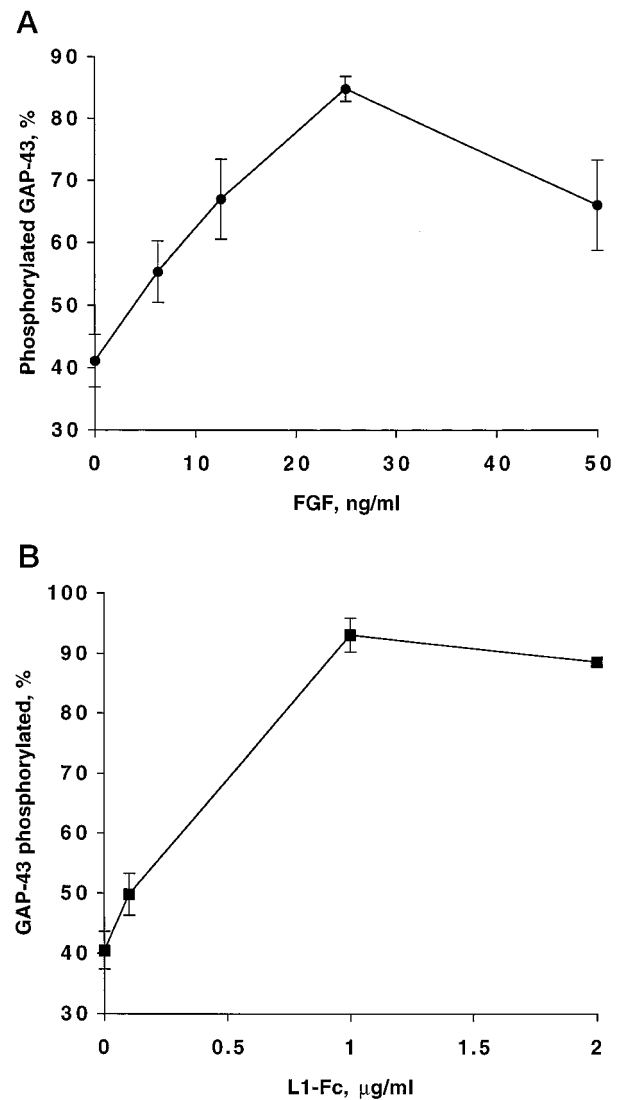 A
90
80
70
60
50
40
30
Phosphorylated GAP-43, %
0 10 20 30 40 50
FGF, ng/ml
B
100
90
80
70
60
50
40
30
GAP-43 phosphorylated, %
0 0.5 1 1.5 2
L1-Fc, μg/ml